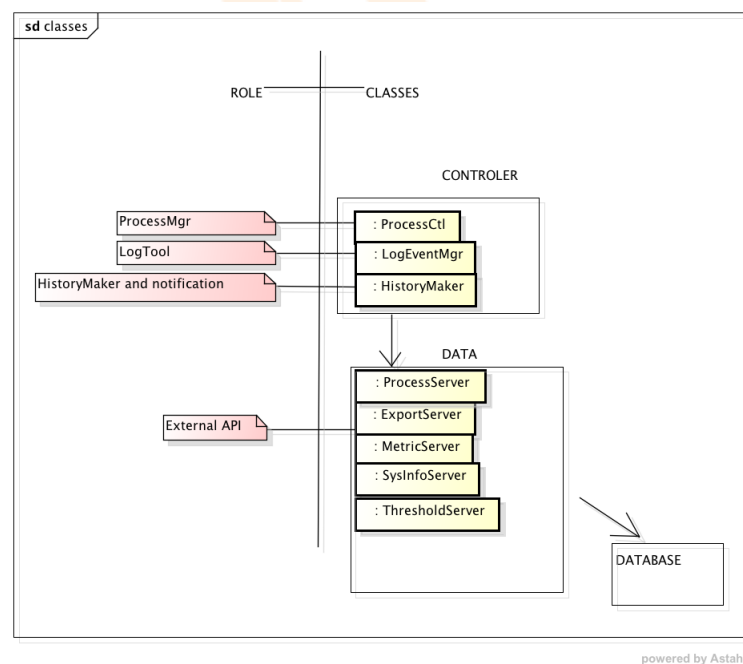 sd classes
ROLE
CLASSES
CONTROLER
ProcessMgr
: ProcessCtl
LogTool
: LogEventMgr
HistoryMaker and notification
: HistoryMaker
DATA
: ProcessServer
External API
: ExportServer
: MetricServer
: SysInfoServer
: ThresholdServer
DATABASE
powered by Astah